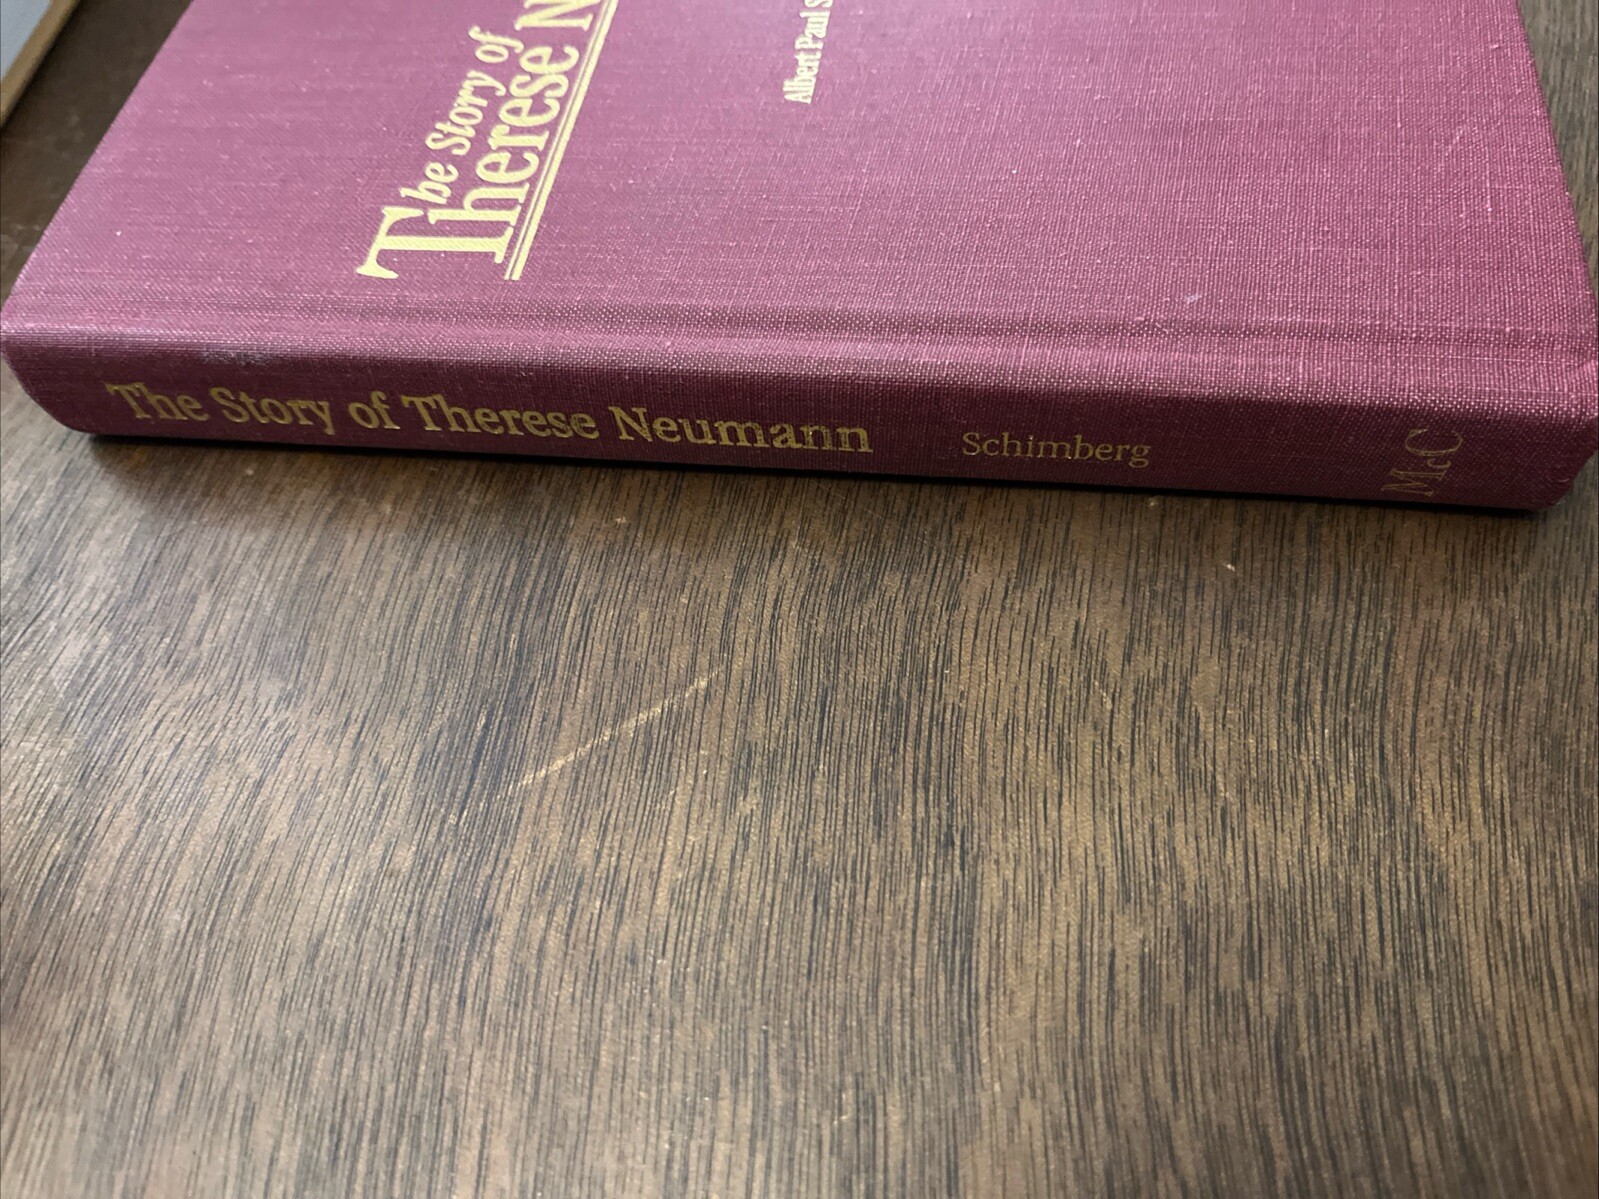 The Story of
Therese N
Albert Paul S
The Story of Therese Neumann Schimberg McC